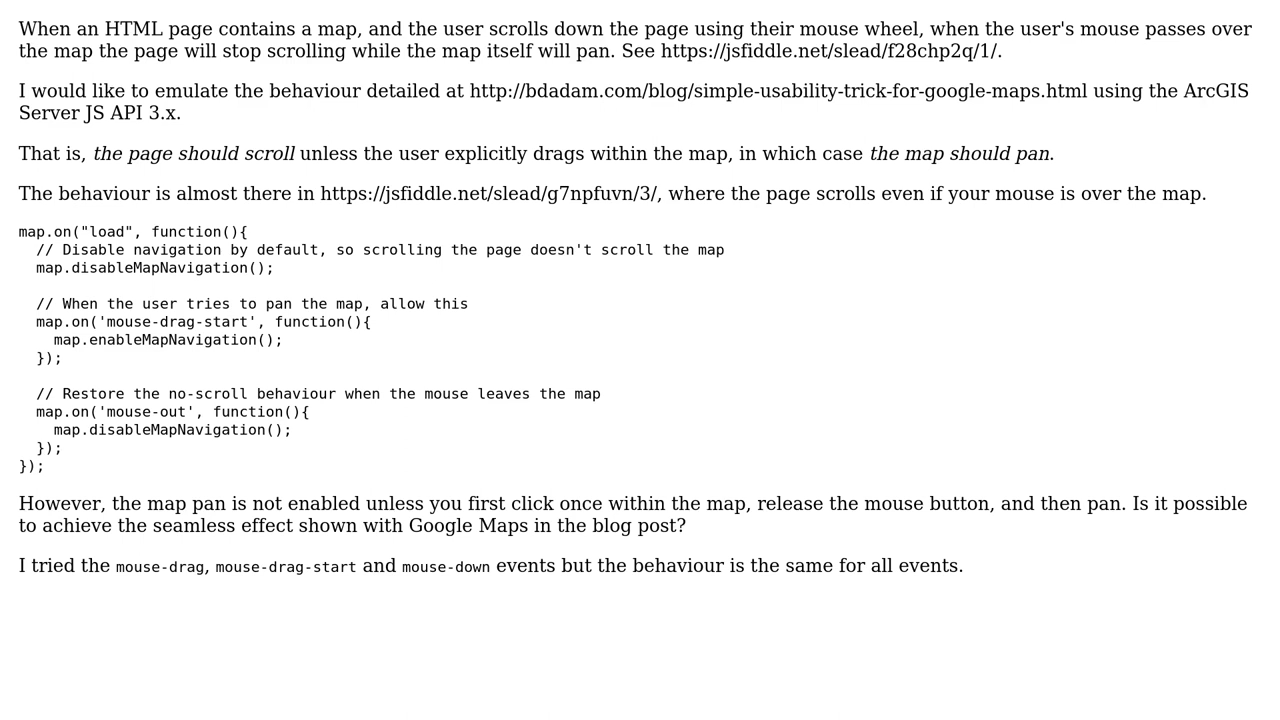 When an HTML page contains a map, and the user scrolls down the page using their mouse wheel, when the user's mouse passes over
the map the page will stop scrolling while the map itself will pan. See https://jsfiddle.net/slead/f28chp2q/1/.
I would like to emulate the behaviour detailed at http://bdadam.com/blog/simple-usability-trick-for-google-maps.html using the ArcGIS
Server JS API 3.x.
That is, the page should scroll unless the user explicitly drags within the map, in which case the map should pan.
The behaviour is almost there in https://jsfiddle.net/slead/g7npfuvn/3/, where the page scrolls even if your mouse is over the map.
map.on("load", function(){
  // Disable navigation by default, so scrolling the page doesn't scroll the map
  map.disableMapNavigation();
  // When the user tries to pan the map, allow this
  map.on('mouse-drag-start', function(){
    map.enableMapNavigation();
  });
  // Restore the no-scroll behaviour when the mouse leaves the map
  map.on('mouse-out', function(){
    map.disableMapNavigation();
  });
});
However, the map pan is not enabled unless you first click once within the map, release the mouse button, and then pan. Is it possible
to achieve the seamless effect shown with Google Maps in the blog post?
I tried the mouse-drag, mouse-drag-start and mouse-down events but the behaviour is the same for all events.